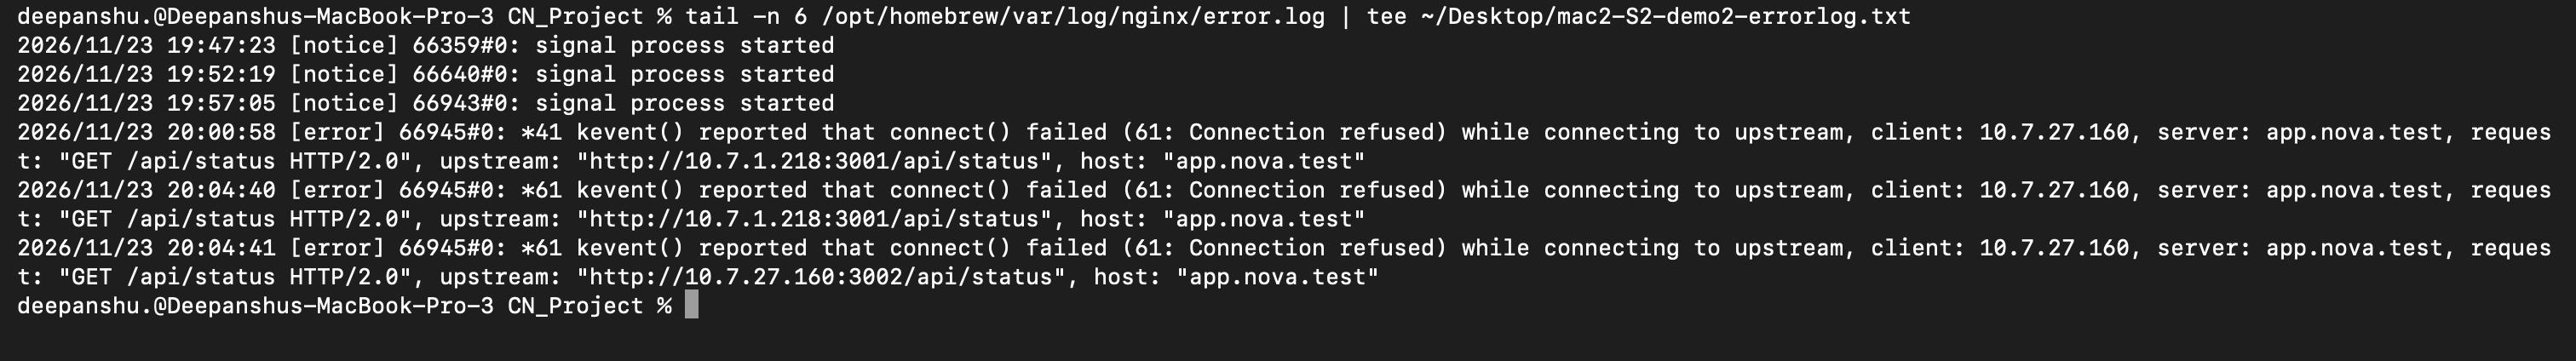 deepanshu.@Deepanshus-MacBook-Pro-3 CN_Project % tail -n 6 /opt/homebrew/var/log/nginx/error.log | tee ~/Desktop/mac2-S2-demo2-errorlog.txt
2026/11/23 19:47:23 [notice] 66359#0: signal process started
2026/11/23 19:52:19 [notice] 66640#0: signal process started
2026/11/23 19:57:05 [notice] 66943#0: signal process started
2026/11/23 20:00:58 [error] 66945#0: *41 kevent() reported that connect() failed (61: Connection refused) while connecting to upstream, client: 10.7.27.160, server: app.nova.test, reques
t: "GET /api/status HTTP/2.0", upstream: "http://10.7.1.218:3001/api/status", host: "app.nova.test"
2026/11/23 20:04:40 [error] 66945#0: *61 kevent() reported that connect() failed (61: Connection refused) while connecting to upstream, client: 10.7.27.160, server: app.nova.test, reques
t: "GET /api/status HTTP/2.0", upstream: "http://10.7.1.218:3001/api/status", host: "app.nova.test"
2026/11/23 20:04:41 [error] 66945#0: *61 kevent() reported that connect() failed (61: Connection refused) while connecting to upstream, client: 10.7.27.160, server: app.nova.test, reques
t: "GET /api/status HTTP/2.0", upstream: "http://10.7.27.160:3002/api/status", host: "app.nova.test"
deepanshu.@Deepanshus-MacBook-Pro-3 CN_Project %